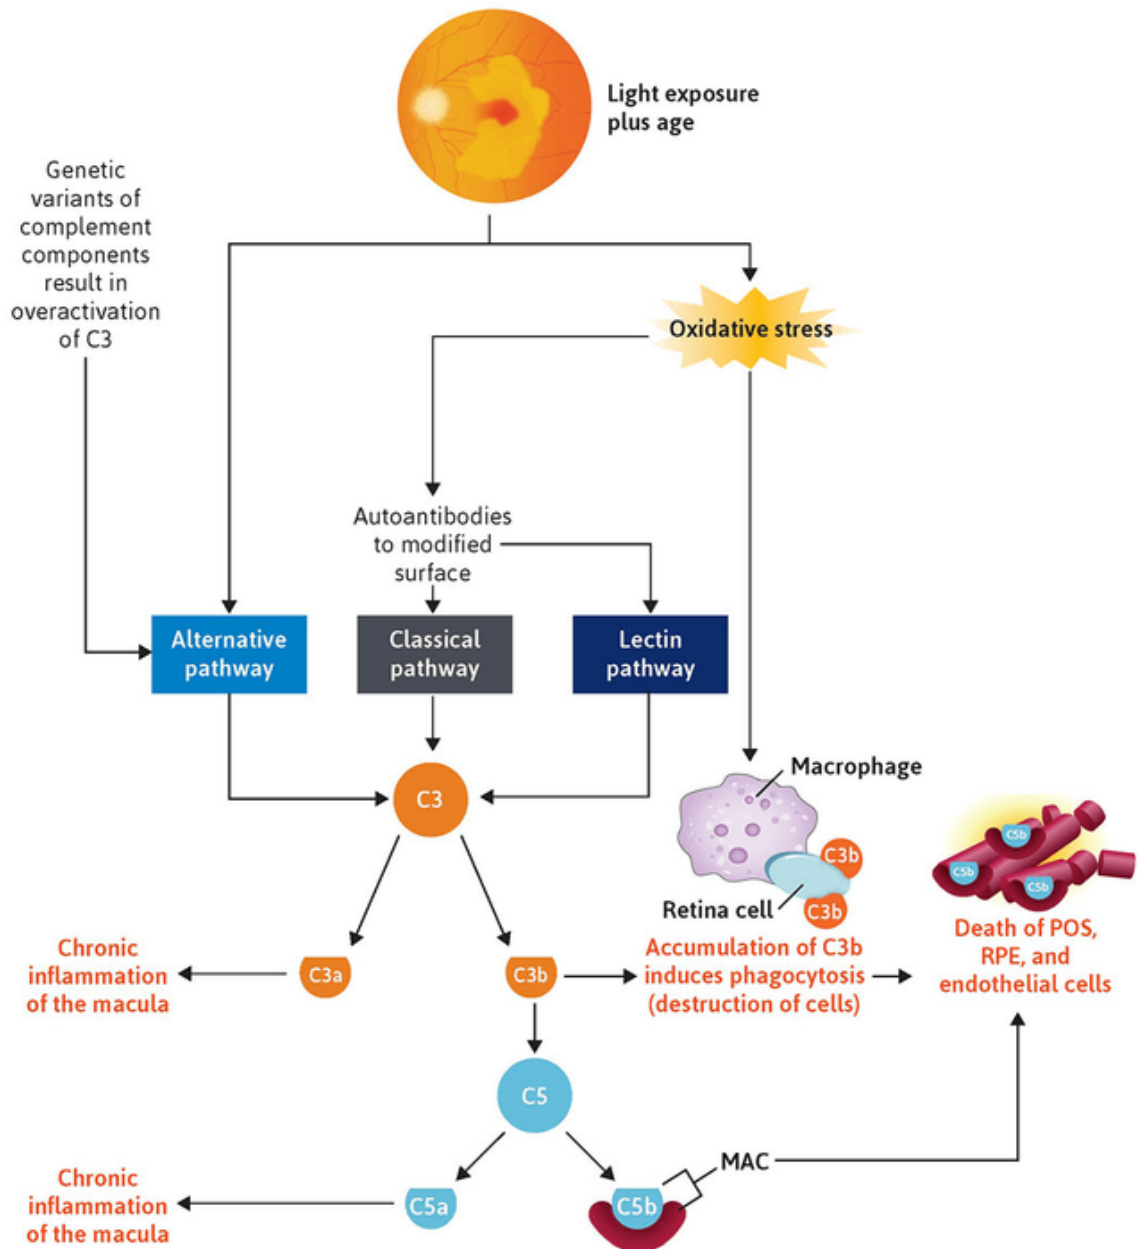 Light exposure
plus age
Genetic
variants of
complement
components
result in
overactivation
of C3
Oxidative stress
Autoantibodies
to modified
surface
Alternative
pathway
Classical
pathway
Lectin
pathway
C3
Macrophage
C3b
Retina cell
C3b
C5b
C5b
C5b
Chronic
inflammation
of the macula
C3a
C3b
Accumulation of C3b
induces phagocytosis
(destruction of cells)
Death of POS,
RPE, and
endothelial cells
C5
Chronic
inflammation
of the macula
C5a
C5b
MAC